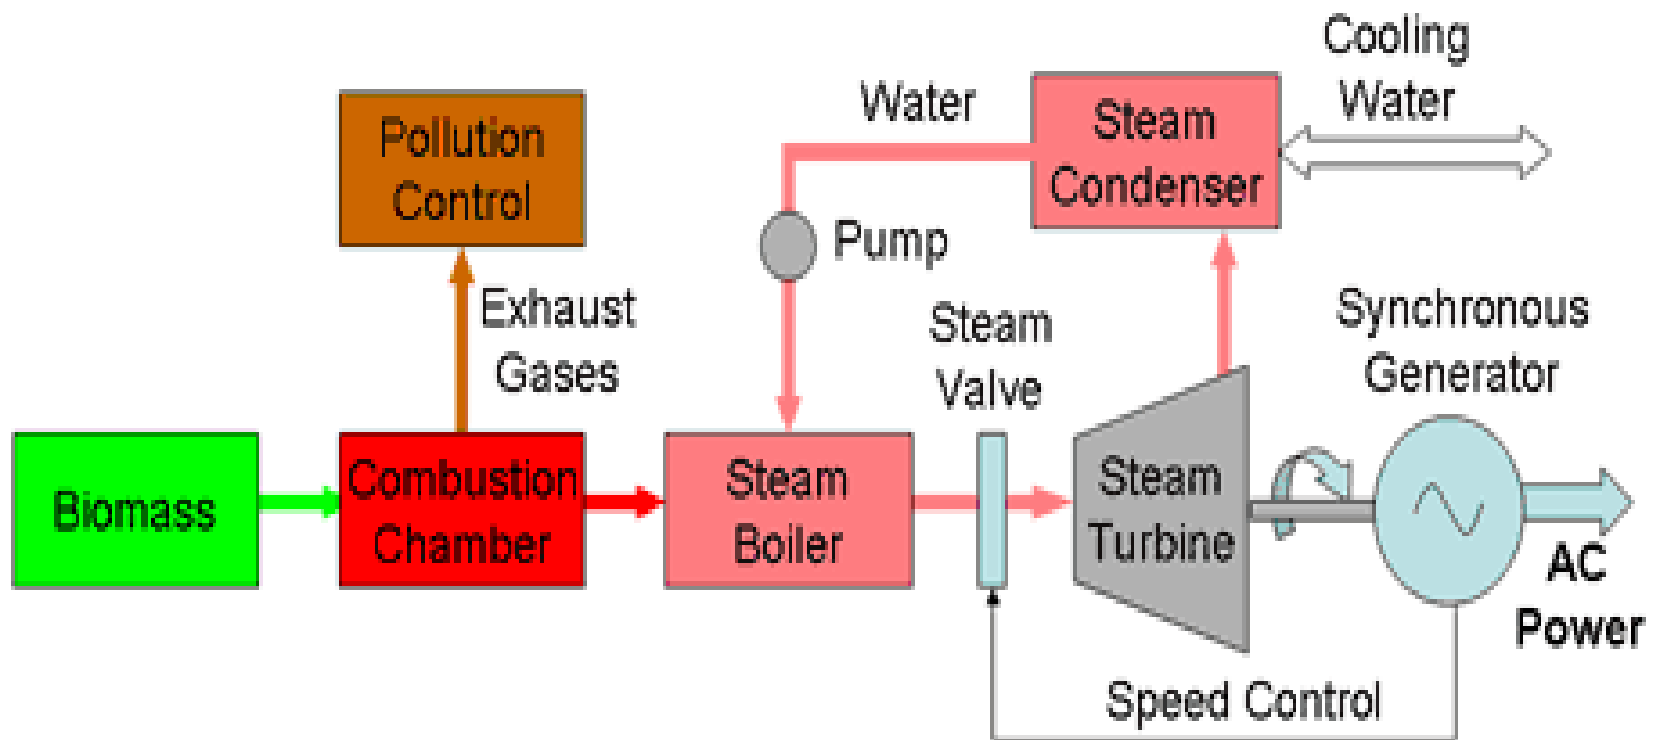 Cooling
Water
Water
Steam
Condenser
Pollution
Control
Pump
Exhaust
Gases
Steam
Valve
Synchronous
Generator
Biomass
Combustion
Chamber
Steam
Boiler
Steam
Turbine
AC
Power
Speed Control